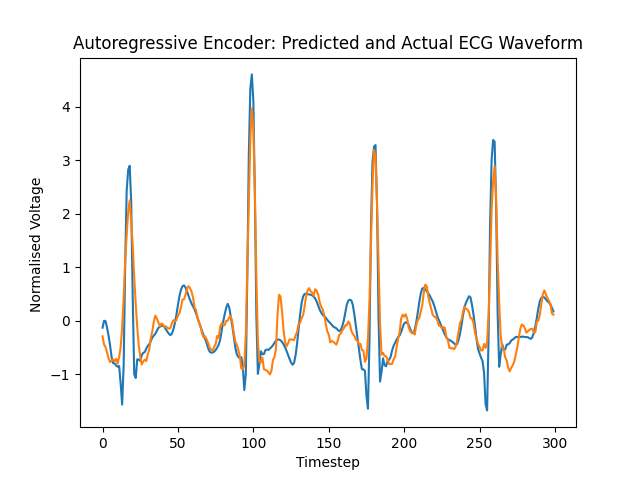 Autoregressive Encoder: Predicted and Actual ECG Waveform
Normalised Voltage
4
3
2
1
0
−1
0 50 100 150 200 250 300
Timestep